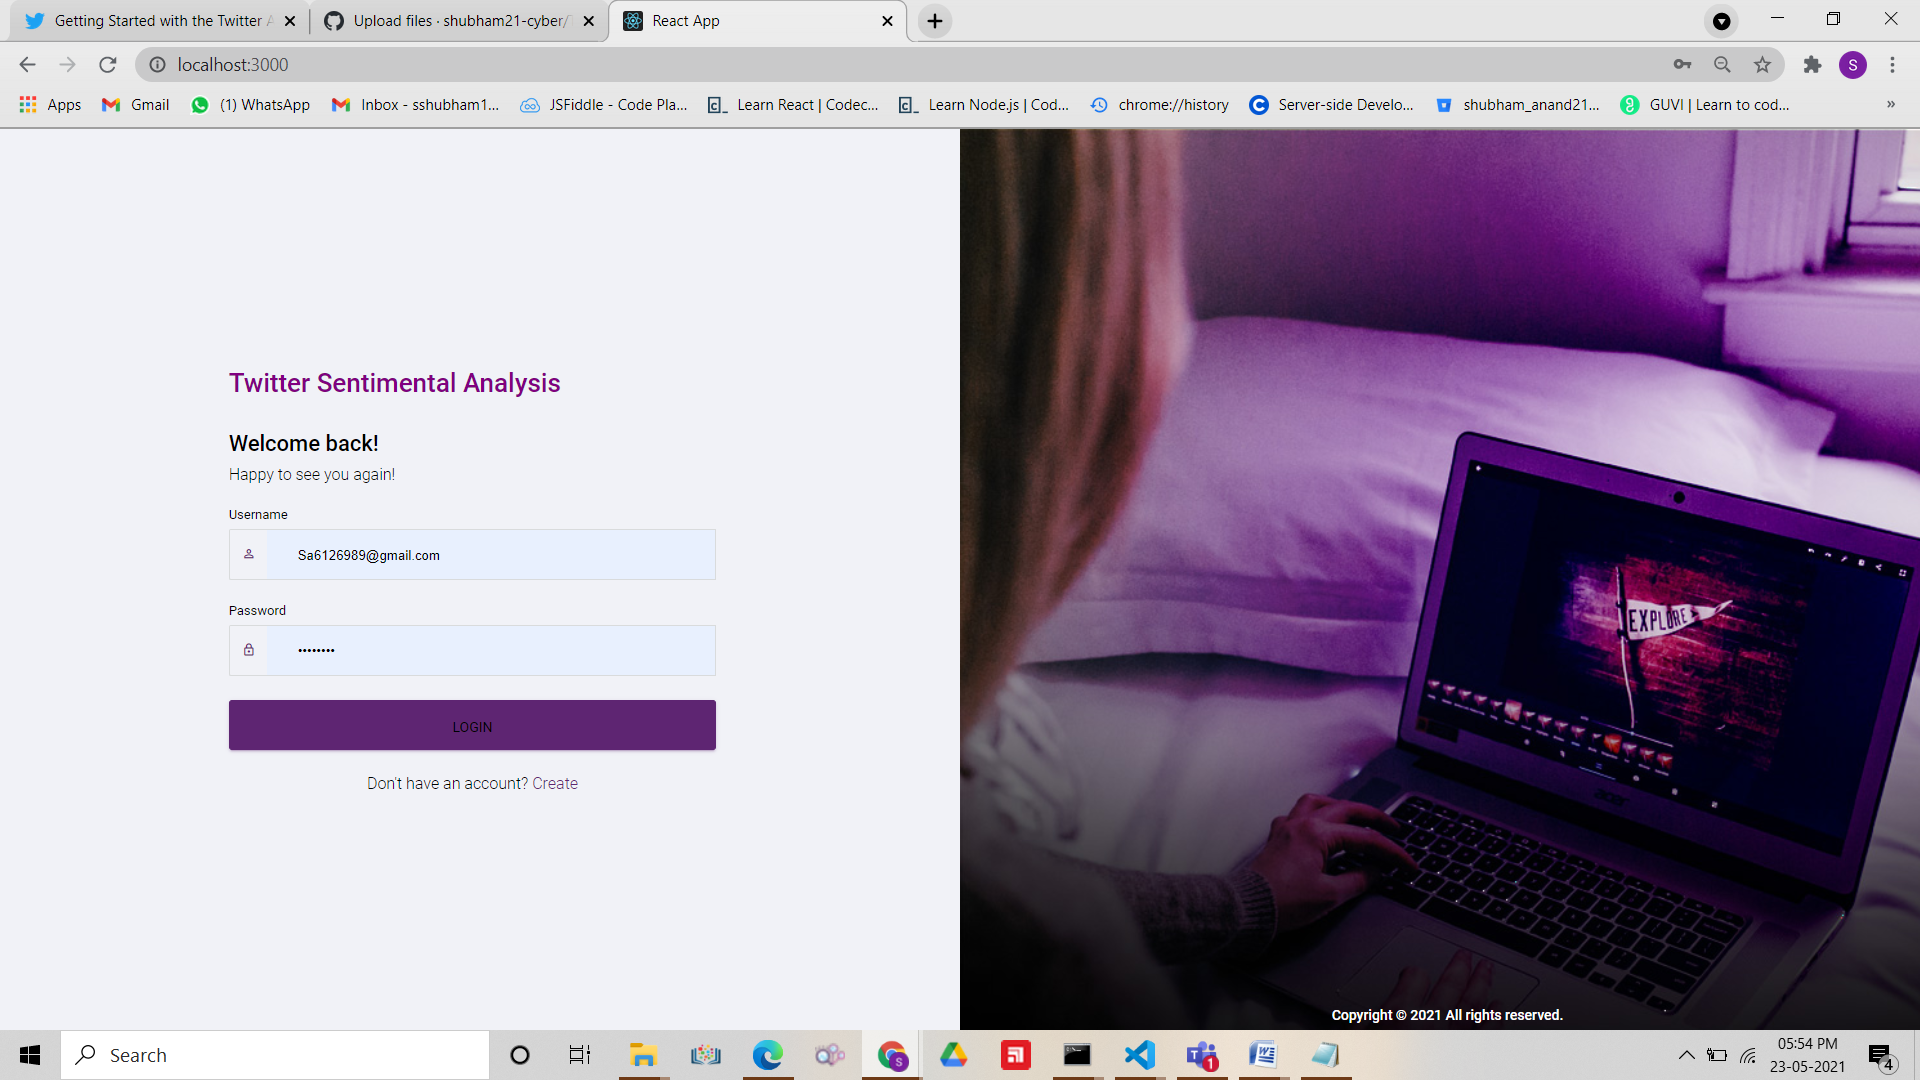 Getting Started with the Twitter A
Upload files · shubham21-cyber/T
React App
localhost:3000
S
Apps
Gmail
(1) WhatsApp
Inbox - sshubham1...
JSFiddle - Code Pla...
Learn React | Codec...
Learn Node.js | Cod...
chrome://history
Server-side Develo...
shubham_anand21...
GUVI | Learn to cod...
»
Twitter Sentimental Analysis
Welcome back!
Happy to see you again!
Username
Sa6126989@gmail.com
Password
••••••••
LOGIN
Don't have an account? Create
EXPLORE
acer
Copyright © 2021 All rights reserved.
Search
S
1
05:54 PM
23-05-2021
4